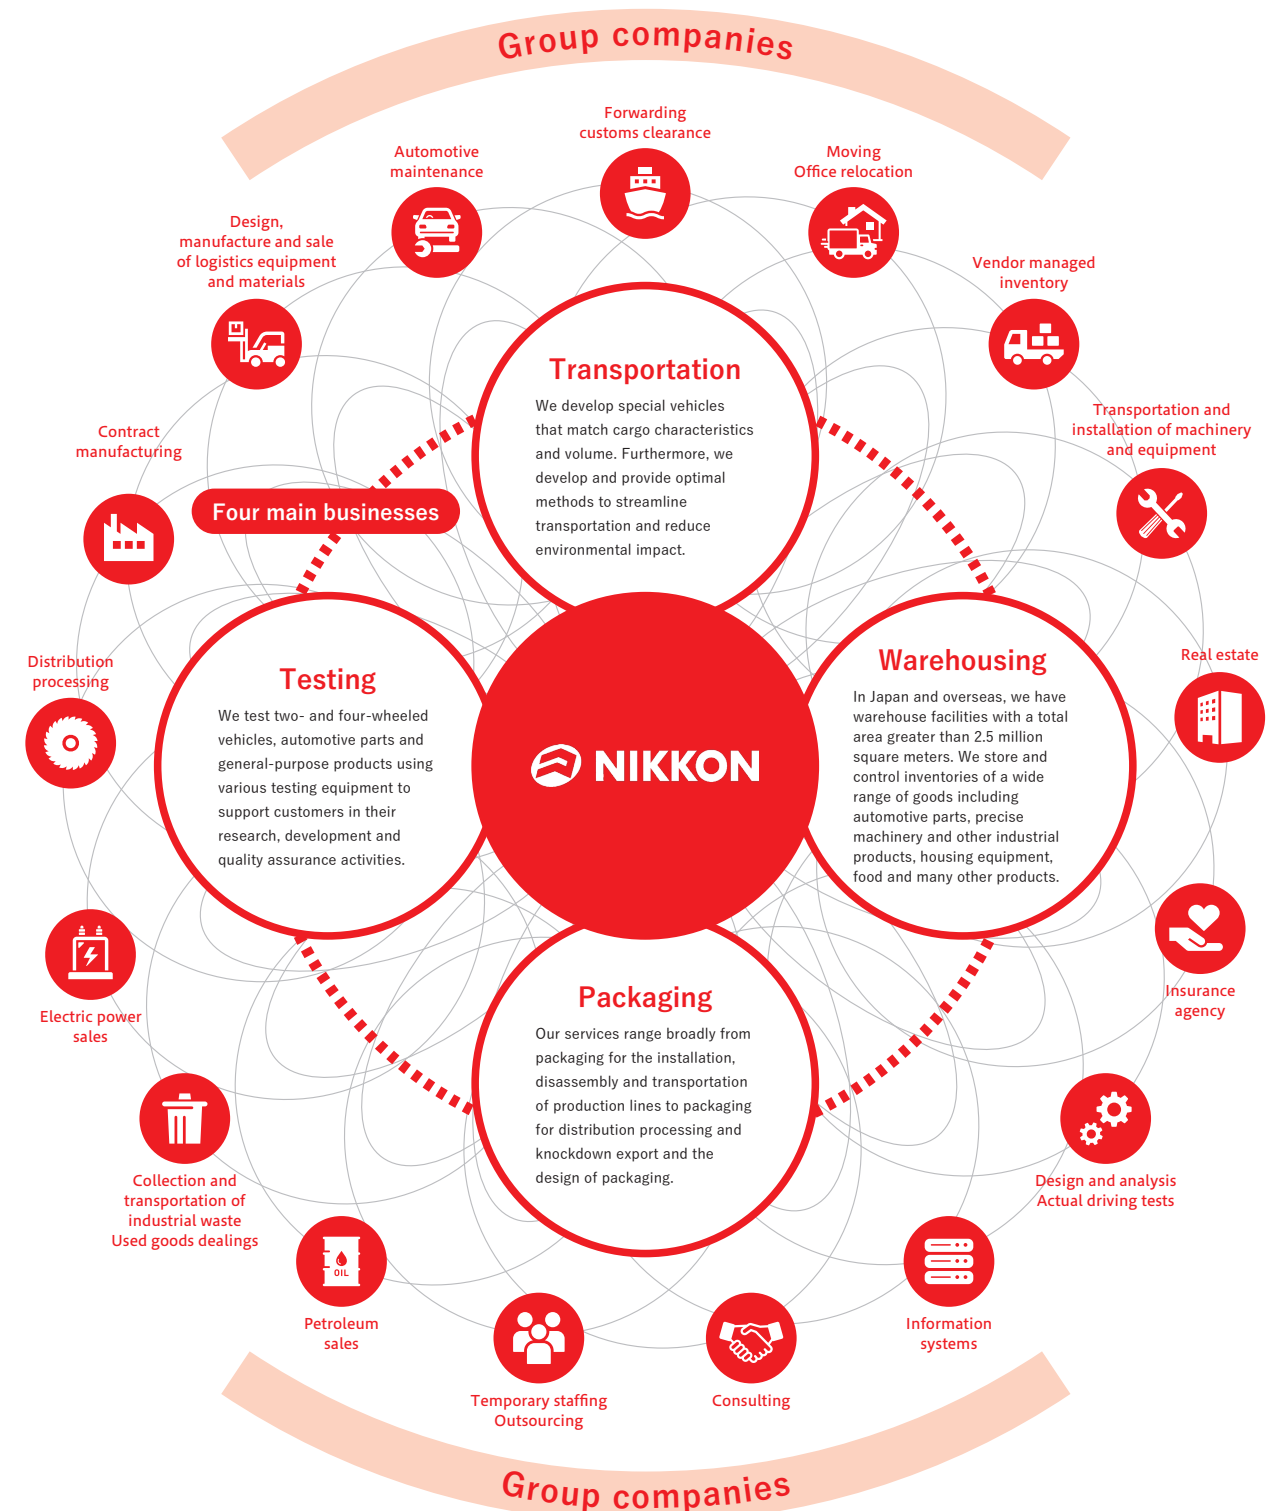 Group companies
Forwarding
customs clearance
Automotive
maintenance
Moving
Office relocation
Design,
manufacture and sale
of logistics equipment
and materials
Vendor managed
inventory
Transportation
We develop special vehicles
that match cargo characteristics
and volume. Furthermore, we
develop and provide optimal
methods to streamline
transportation and reduce
environmental impact.
Contract
manufacturing
Transportation and
installation of machinery
and equipment
Four main businesses
Distribution
processing
Testing
We test two- and four-wheeled
vehicles, automotive parts and
general-purpose products using
various testing equipment to
support customers in their
research, development and
quality assurance activities.
NIKKON
Warehousing
In Japan and overseas, we have
warehouse facilities with a total
area greater than 2.5 million
square meters. We store and
control inventories of a wide
range of goods including
automotive parts, precise
machinery and other industrial
products, housing equipment,
food and many other products.
Real estate
Electric power
sales
Insurance
agency
Packaging
Our services range broadly from
packaging for the installation,
disassembly and transportation
of production lines to packaging
for distribution processing and
knockdown export and the
design of packaging.
Collection and
transportation of
industrial waste
Used goods dealings
Design and analysis
Actual driving tests
OIL
Petroleum
sales
Information
systems
Temporary staffing
Outsourcing
Consulting
Group companies